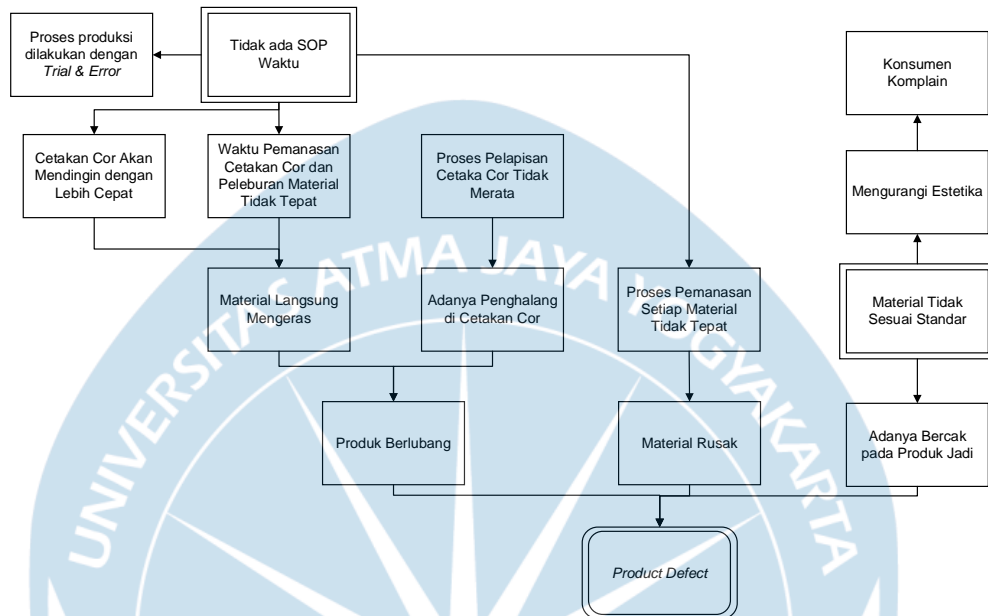 Proses produksi
dilakukan dengan
Trial & Error
Tidak ada SOP
Waktu
Konsumen
Komplain
Cetakan Cor Akan
Mendingin dengan
Lebih Cepat
Waktu Pemanasan
Cetakan Cor dan
Peleburan Material
Tidak Tepat
Proses Pelapisan
Cetaka Cor Tidak
Merata
Mengurangi Estetika
Material Langsung
Mengeras
Adanya Penghalang
di Cetakan Cor
Proses Pemanasan
Setiap Material
Tidak Tepat
Material Tidak
Sesuai Standar
Produk Berlubang
Material Rusak
Adanya Bercak
pada Produk Jadi
Product Defect
UNIVERSITAS ATMA JAYA YOGYAKARTA